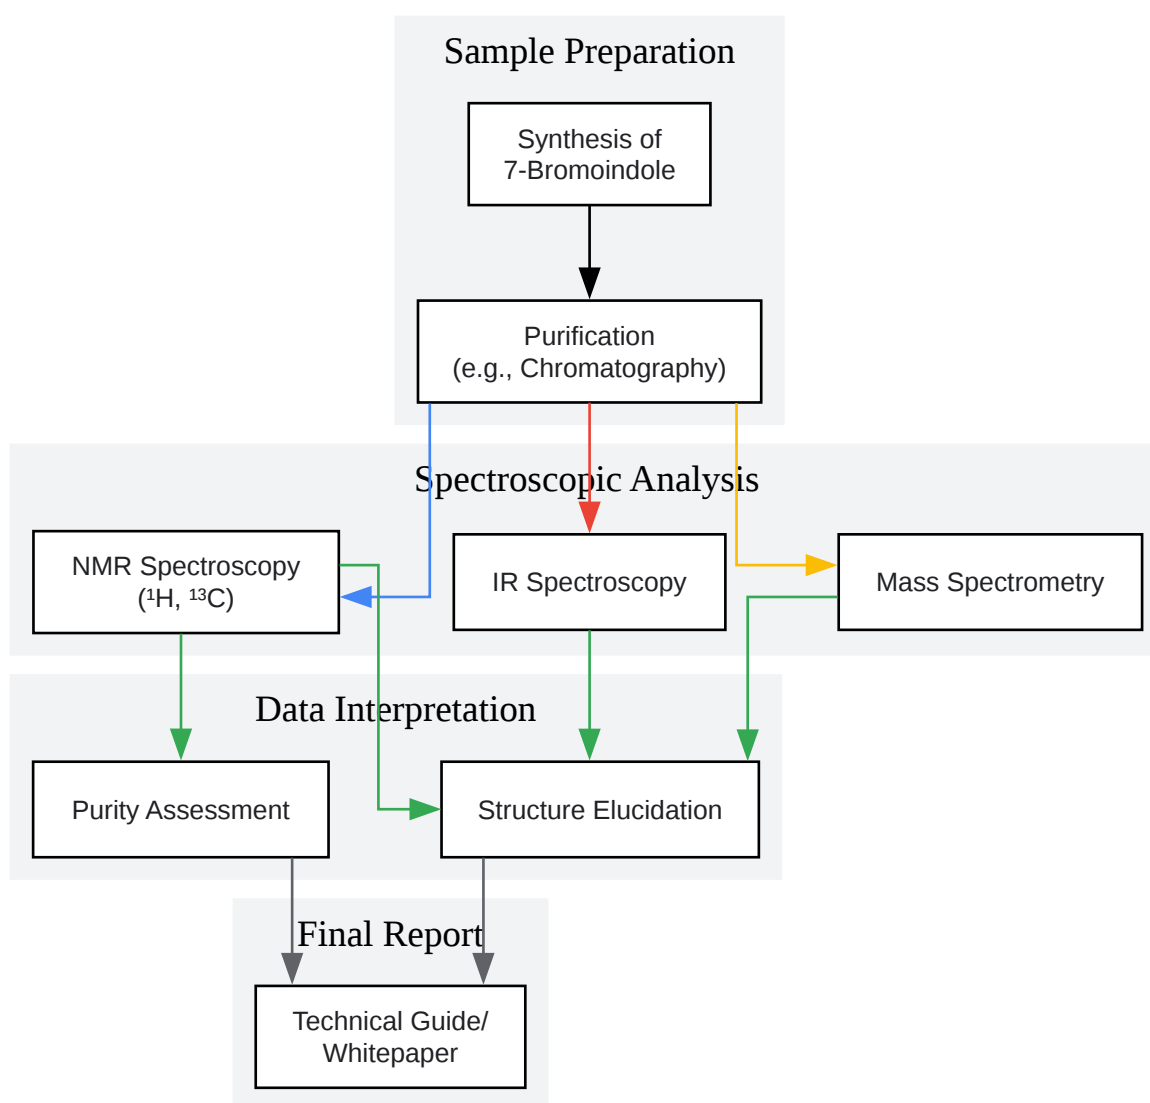 Sample Preparation
Synthesis of
7-Bromoindole
Purification
(e.g., Chromatography)
Spectroscopic Analysis
NMR Spectroscopy
(¹H, ¹³C)
IR Spectroscopy
Mass Spectrometry
Data Interpretation
Purity Assessment
Structure Elucidation
Final Report
Technical Guide/
Whitepaper